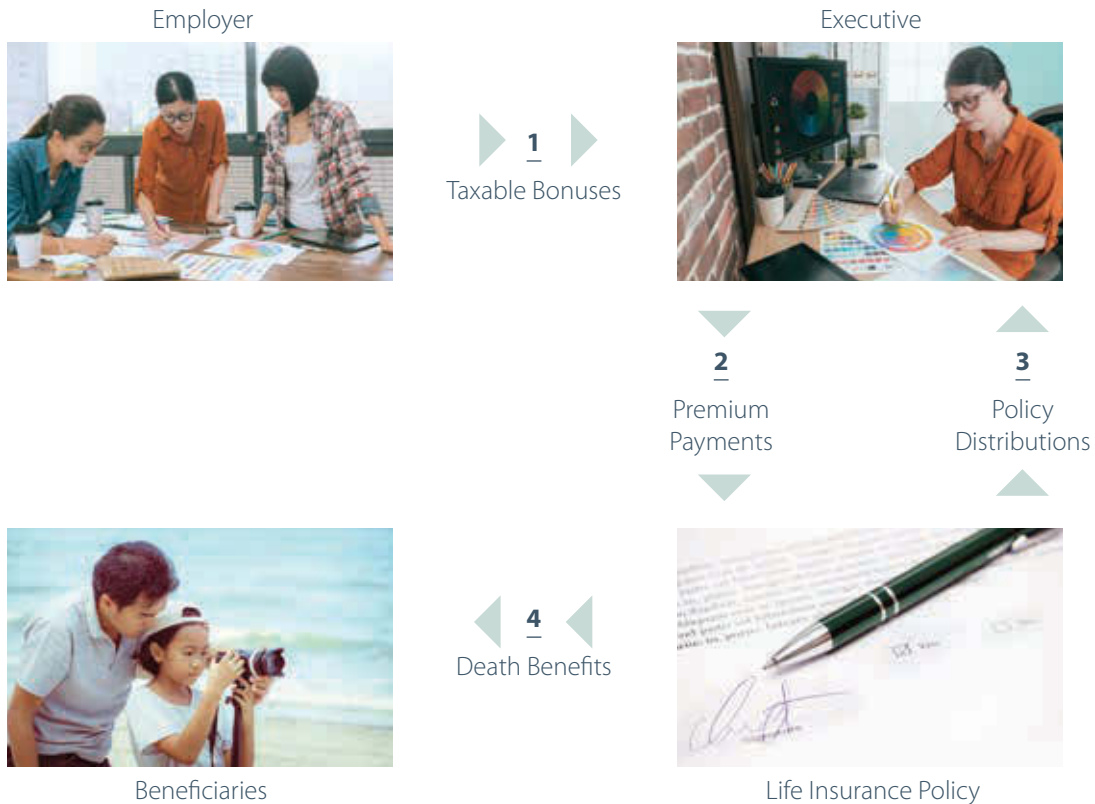 Employer
Executive
1
Taxable Bonuses
2
Premium
Payments
3
Policy
Distributions
4
Death Benefits
Beneficiaries
Life Insurance Policy